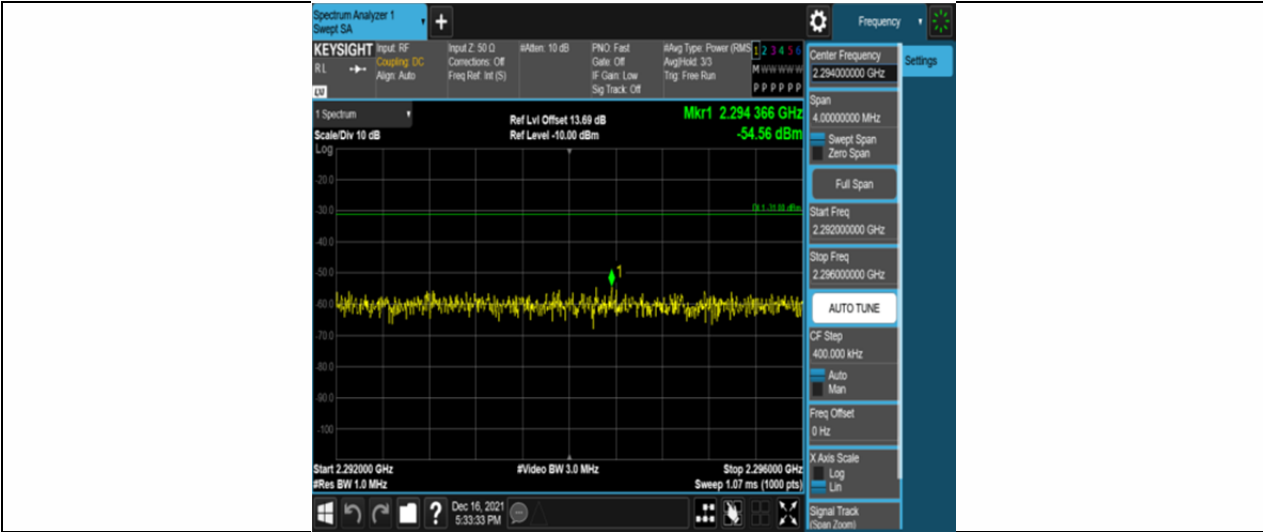 Spectrum Analyzer 1
Swept SA
+
Frequency
KEYSIGHT
RL
LV
Input: RF
Coupling: DC
Align: Auto
Input Z: 50 Ω
Corrections: Off
Freq Ref: Int (S)
#Atten: 10 dB
PNO: Fast
Gate: Off
IF Gain: Low
Sig Track: Off
#Avg Type: Power (RMS
Avg|Hold: 3/3
Trig: Free Run
1 2 3 4 5 6
M W W W W W
P P P P P P
1 Spectrum
Scale/Div 10 dB
Ref Lvl Offset 13.69 dB
Ref Level -10.00 dBm
Mkr1 2.294 366 GHz
-54.56 dBm
Log
-20.0
-30.0
-40.0
-50.0
-60.0
-70.0
-80.0
-90.0
-100
1
Start 2.292000 GHz
#Res BW 1.0 MHz
#Video BW 3.0 MHz
Stop 2.296000 GHz
Sweep 1.07 ms (1000 pts)
Dec 16, 2021
5:33:33 PM
?
Center Frequency
2.294000000 GHz
Settings
Span
4.00000000 MHz
Swept Span
Zero Span
Full Span
Start Freq
2.292000000 GHz
Stop Freq
2.296000000 GHz
AUTO TUNE
CF Step
400.000 kHz
Auto
Man
Freq Offset
0 Hz
X Axis Scale
Log
Lin
Signal Track
(Span Zoom)